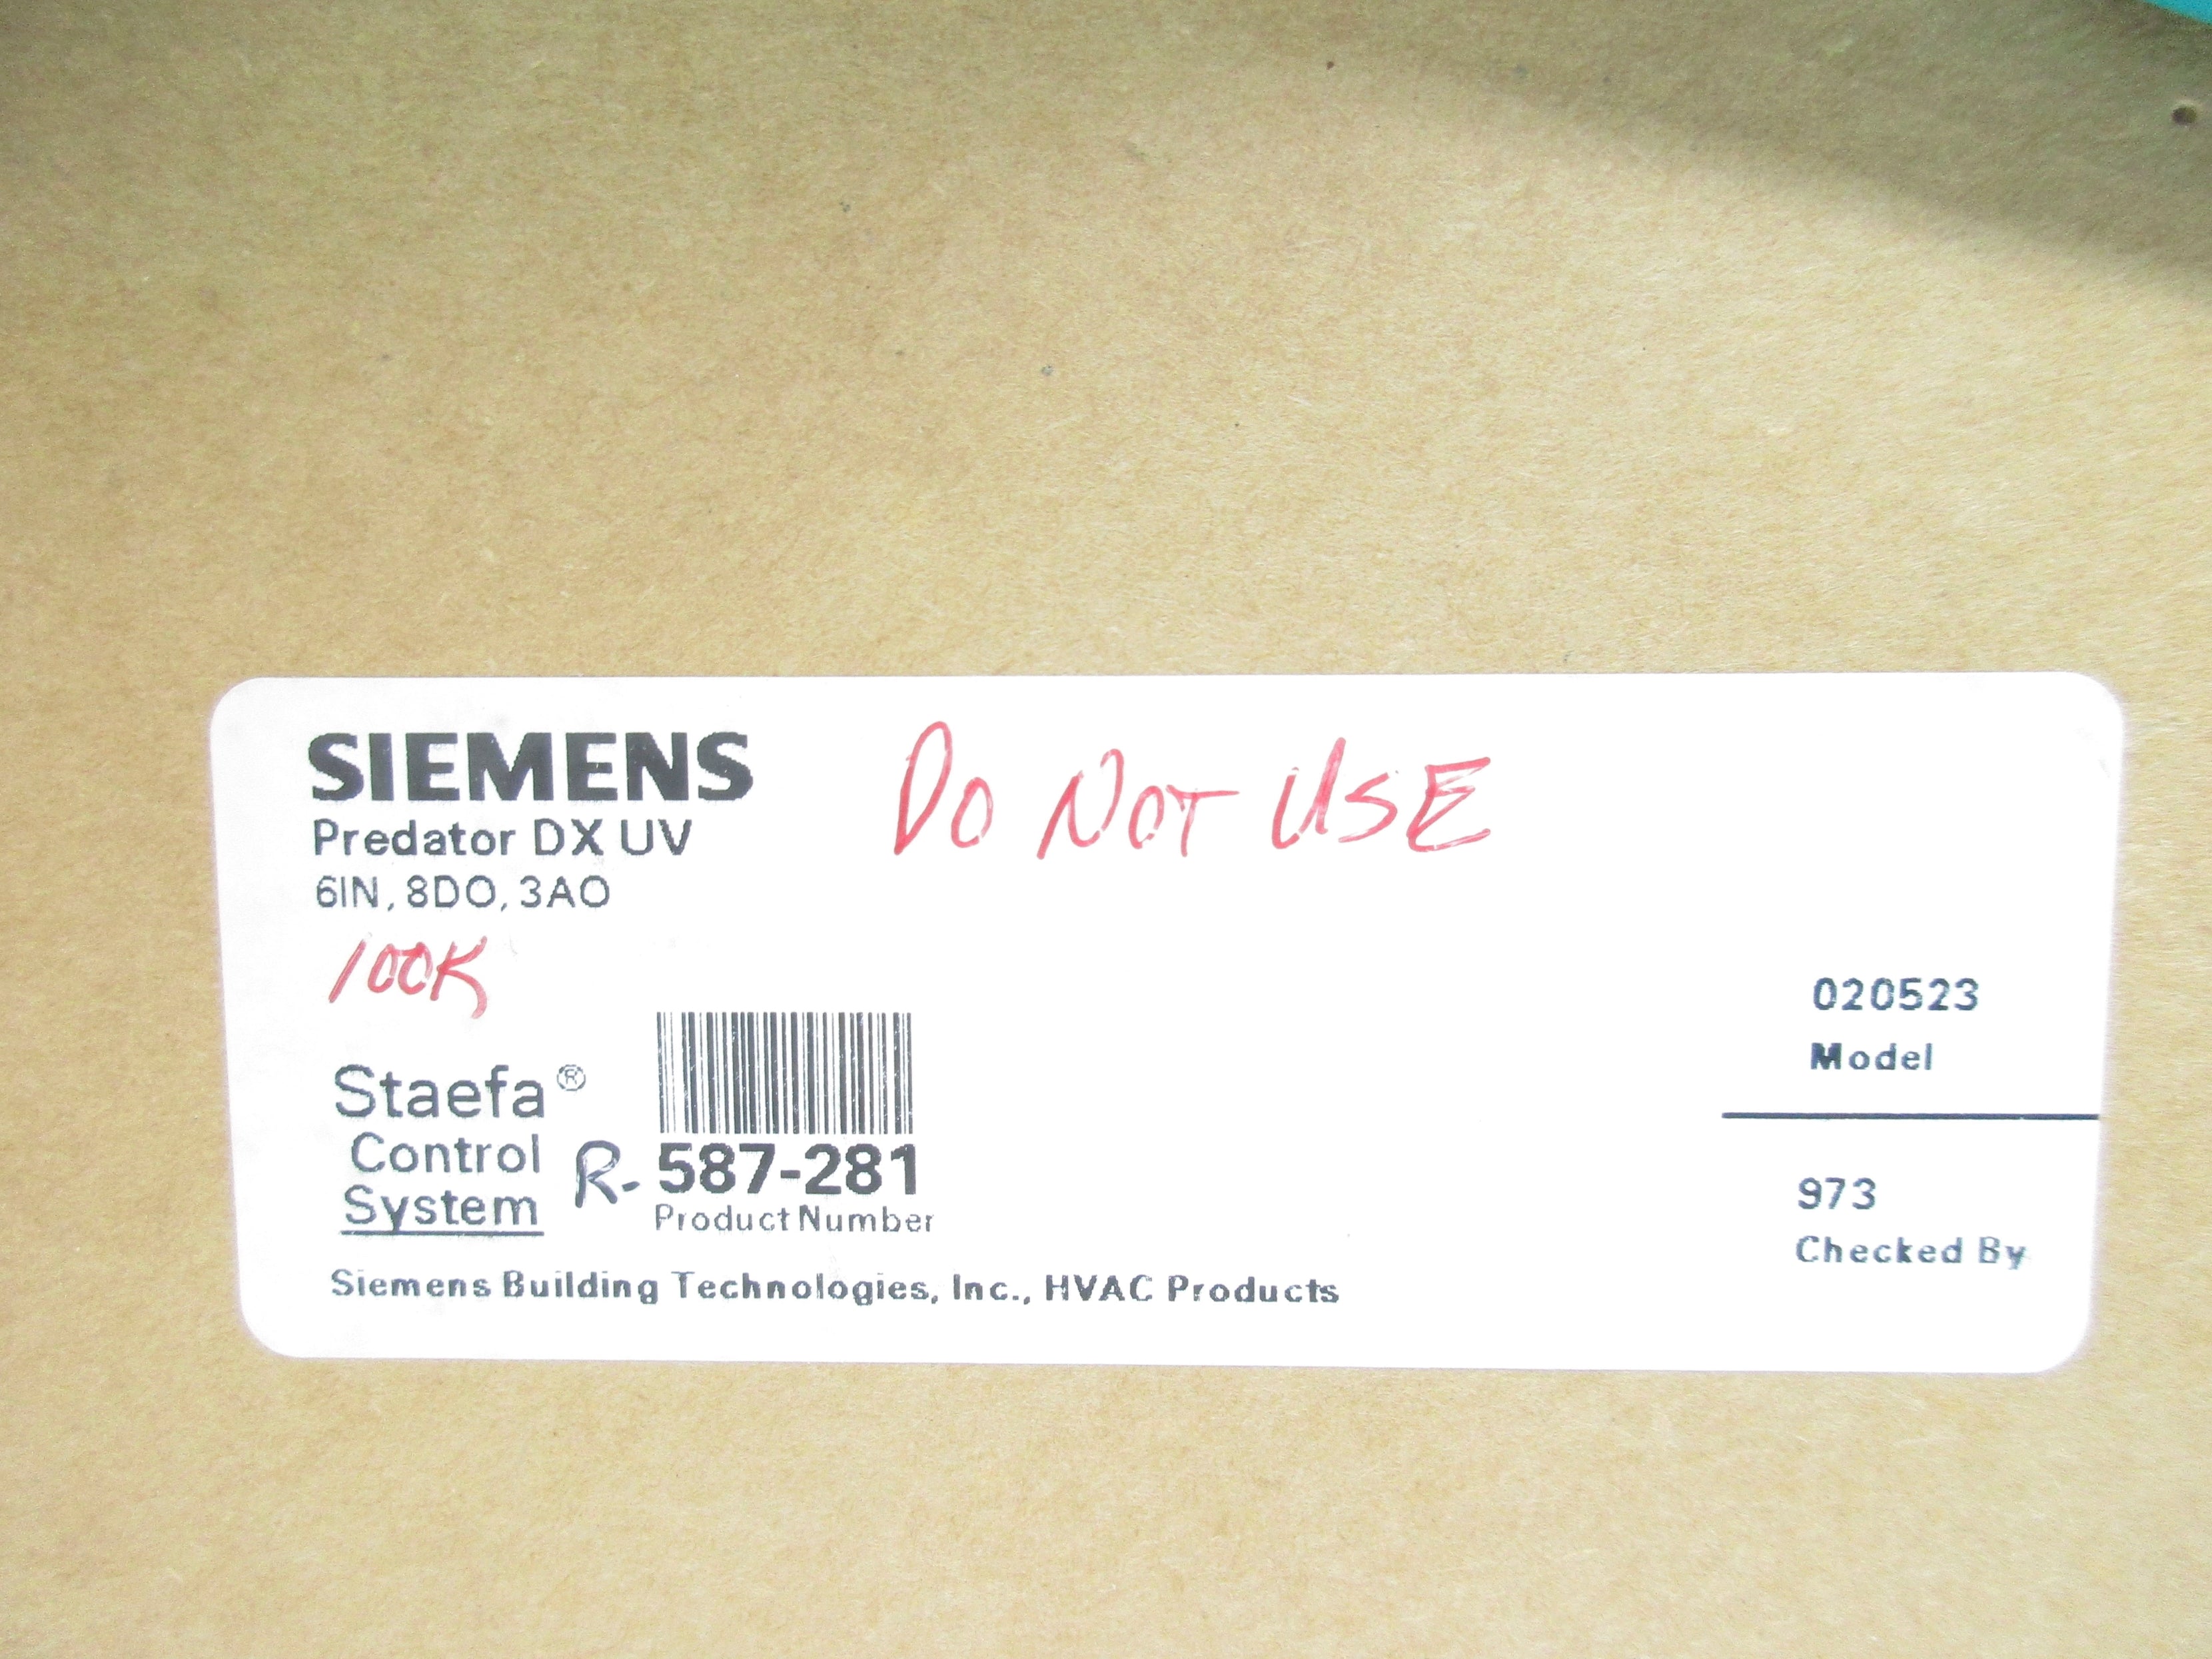 SIEMENS DO NOT USE
Predator DX UV
6IN, 8DO, 3AO
100K
020523
Model
Staefa®
Control
System
R- 587-281
Product Number
973
Checked By
Siemens Building Technologies, Inc., HVAC Products